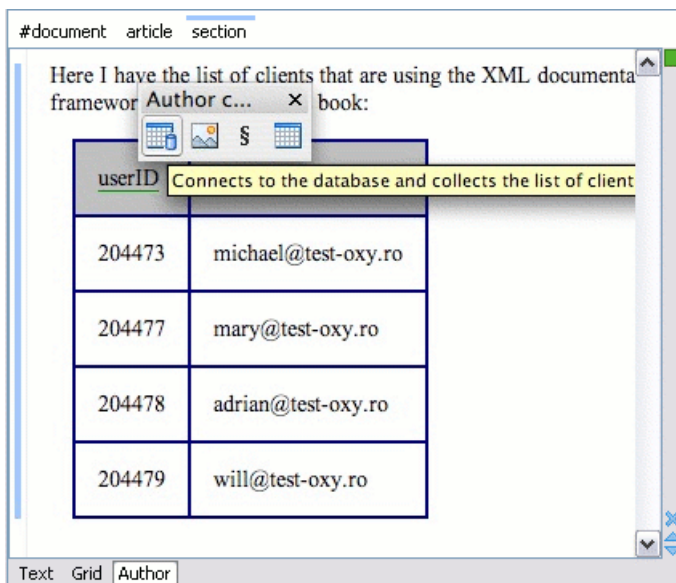 #document article section
Here I have the list of clients that are using the XML documenta
framewor book:
Author c... ×
§
userID
Connects to the database and collects the list of client
204473 michael@test-oxy.ro
204477 mary@test-oxy.ro
204478 adrian@test-oxy.ro
204479 will@test-oxy.ro
Text Grid Author